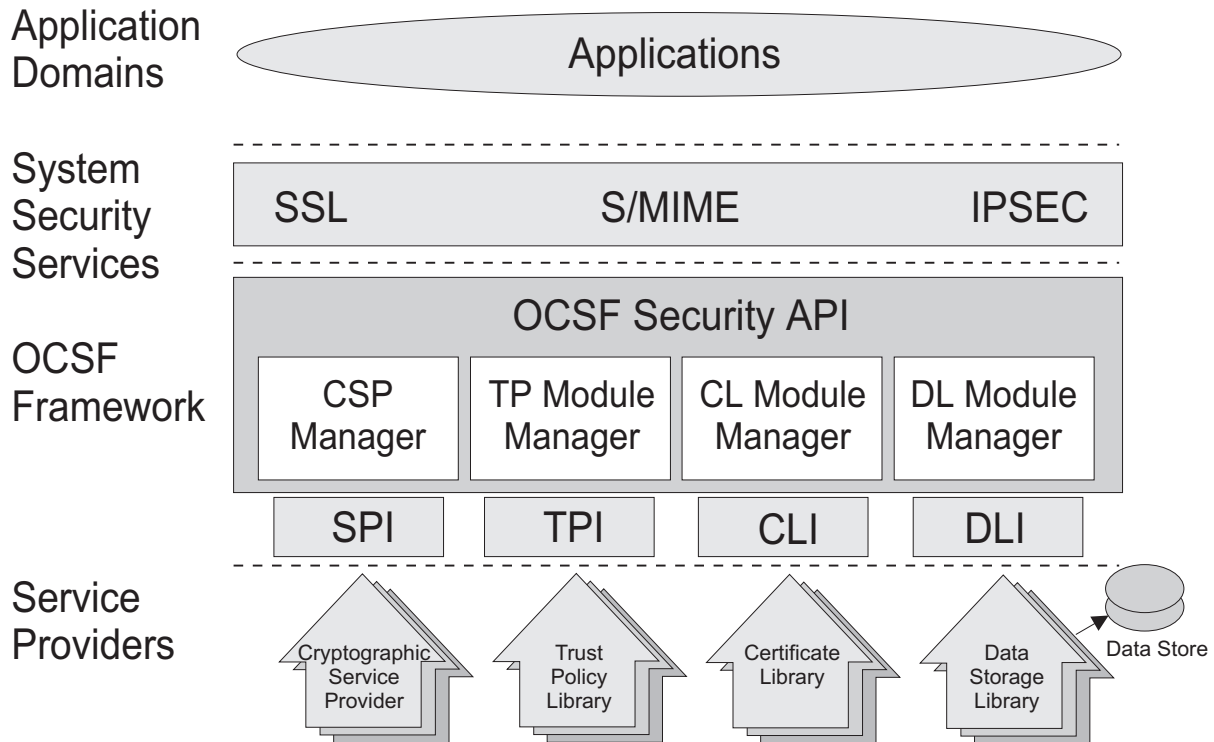 Application
Domains
Applications
System
Security
Services
SSL
S/MIME
IPSEC
OCSF
Framework
OCSF Security API
CSP
Manager
TP Module
Manager
CL Module
Manager
DL Module
Manager
SPI
TPI
CLI
DLI
Service
Providers
Cryptographic
Service
Provider
Trust
Policy
Library
Certificate
Library
Data
Storage
Library
Data Store